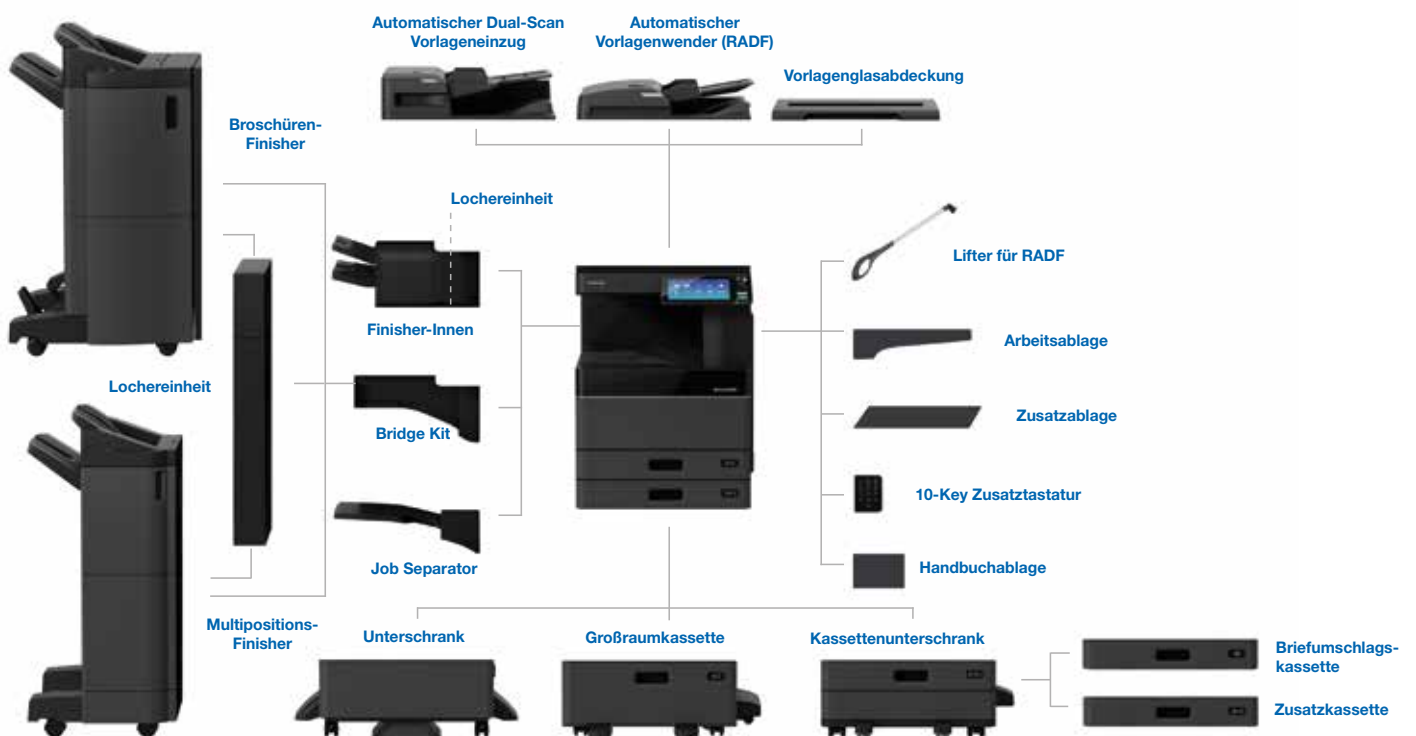 Automatischer Dual-Scan
Vorlageneinzug
Automatischer
Vorlagenwender (RADF)
Vorlagenglasabdeckung
Broschüren-
Finisher
Lochereinheit
Lifter für RADF
Finisher-Innen
Arbeitsablage
Lochereinheit
Zusatzablage
Bridge Kit
10-Key Zusatztastatur
Job Separator
Handbuchablage
Multipositions-
Finisher
Unterschrank
Großraumkassette
Kassettenunterschrank
Briefumschlags-
kassette
Zusatzkassette